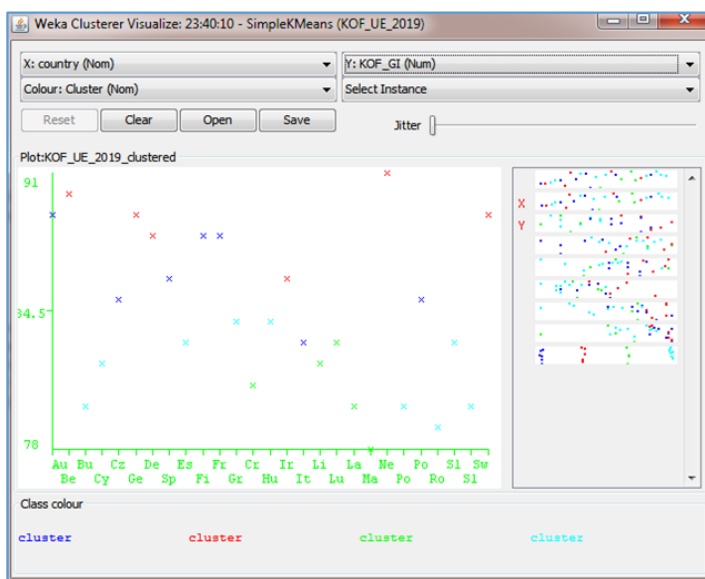 Weka Clusterer Visualize: 23:40:10 - SimpleKMeans (KOF_UE_2019)
X: country (Nom) Y: KOF_GI (Num)
Colour: Cluster (Nom) Select Instance
Reset Clear Open Save Jitter
Plot:KOF_UE_2019_clustered
91
X
Y
84.5
78
Au Bu Cz De Es Fr Cr Ir Li La Ne Po Sl Sw
Be Cy Ge Sp Fi Gr Hu It Lu Ma Po Ro Sl
Class colour
cluster cluster cluster cluster